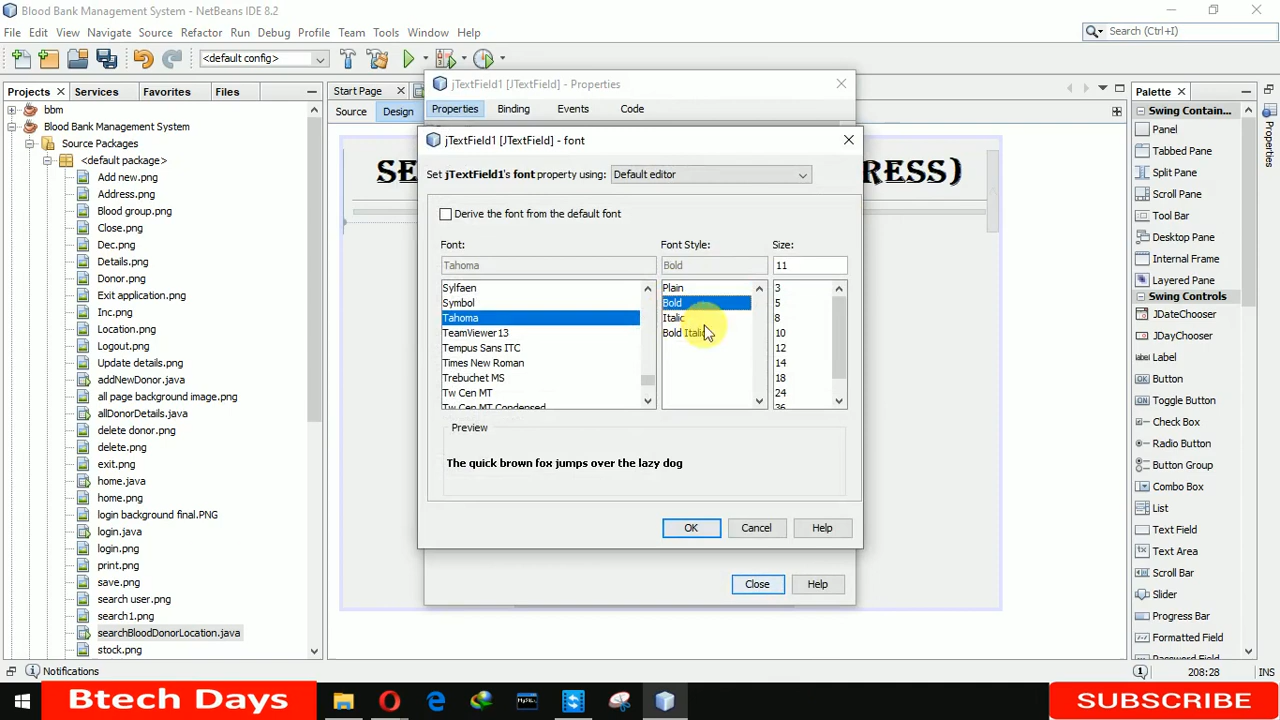 Blood Bank Management System - NetBeans IDE 8.2
File Edit View Navigate Source Refactor Run Debug Profile Team Tools Window Help
Search (Ctrl+I)
<default config>
Projects Services Favorites Files
bbm
Blood Bank Management System
Source Packages
<default package>
Add new.png
Address.png
Blood group.png
Close.png
Dec.png
Details.png
Donor.png
Exit application.png
Inc.png
Location.png
Logout.png
Update details.png
addNewDonor.java
all page background image.png
allDonorDetails.java
delete donor.png
delete.png
exit.png
home.java
home.png
login background final.PNG
login.java
login.png
print.png
save.png
search user.png
search1.png
searchBloodDonorLocation.java
stock.png
Start Page
Source Design
SE
RESS)
jTextField1 [JTextField] - Properties
Properties Binding Events Code
jTextField1 [JTextField] - font
Set jTextField1's font property using: Default editor
Derive the font from the default font
Font: Font Style: Size:
Tahoma Bold 11
Sylfaen
Symbol
Tahoma
TeamViewer13
Tempus Sans ITC
Times New Roman
Trebuchet MS
Tw Cen MT
Tw Cen MT Condensed
Plain
Bold
Italic
Bold Italic
3
5
8
10
12
14
18
24
36
Preview
The quick brown fox jumps over the lazy dog
OK Cancel Help
Close Help
Palette
Swing Contain...
Panel
Tabbed Pane
Split Pane
Scroll Pane
Tool Bar
Desktop Pane
Internal Frame
Layered Pane
Swing Controls
JDateChooser
JDayChooser
Label
Button
Toggle Button
Check Box
Radio Button
Button Group
Combo Box
List
Text Field
Text Area
Scroll Bar
Slider
Progress Bar
Formatted Field
Password Field
Properties
Notifications
1
208:28
INS
Btech Days
MySQL
SUBSCRIBE